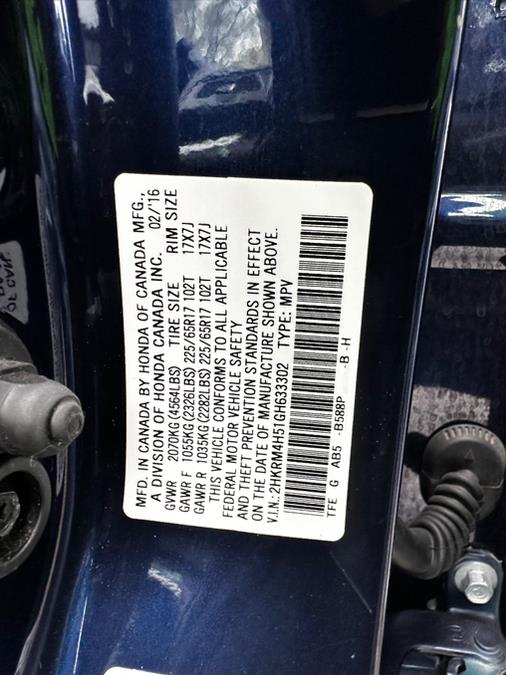 MFD. IN CANADA BY HONDA OF CANADA MFG.,
A DIVISION OF HONDA CANADA INC. 02/'16
GVWR 2070KG (4564LBS) TIRE SIZE RIM SIZE
GAWR F 1055KG (2326LBS) 225/65R17 102T 17X7J
GAWR R 1035KG (2282LBS) 225/65R17 102T 17X7J
THIS VEHICLE CONFORMS TO ALL APPLICABLE
FEDERAL MOTOR VEHICLE SAFETY
AND THEFT PREVENTION STANDARDS IN EFFECT
ON THE DATE OF MANUFACTURE SHOWN ABOVE.
V.I.N.: 2HKRM4H51GH633302 TYPE: MPV
TFE G AB5 -B588P -B -H